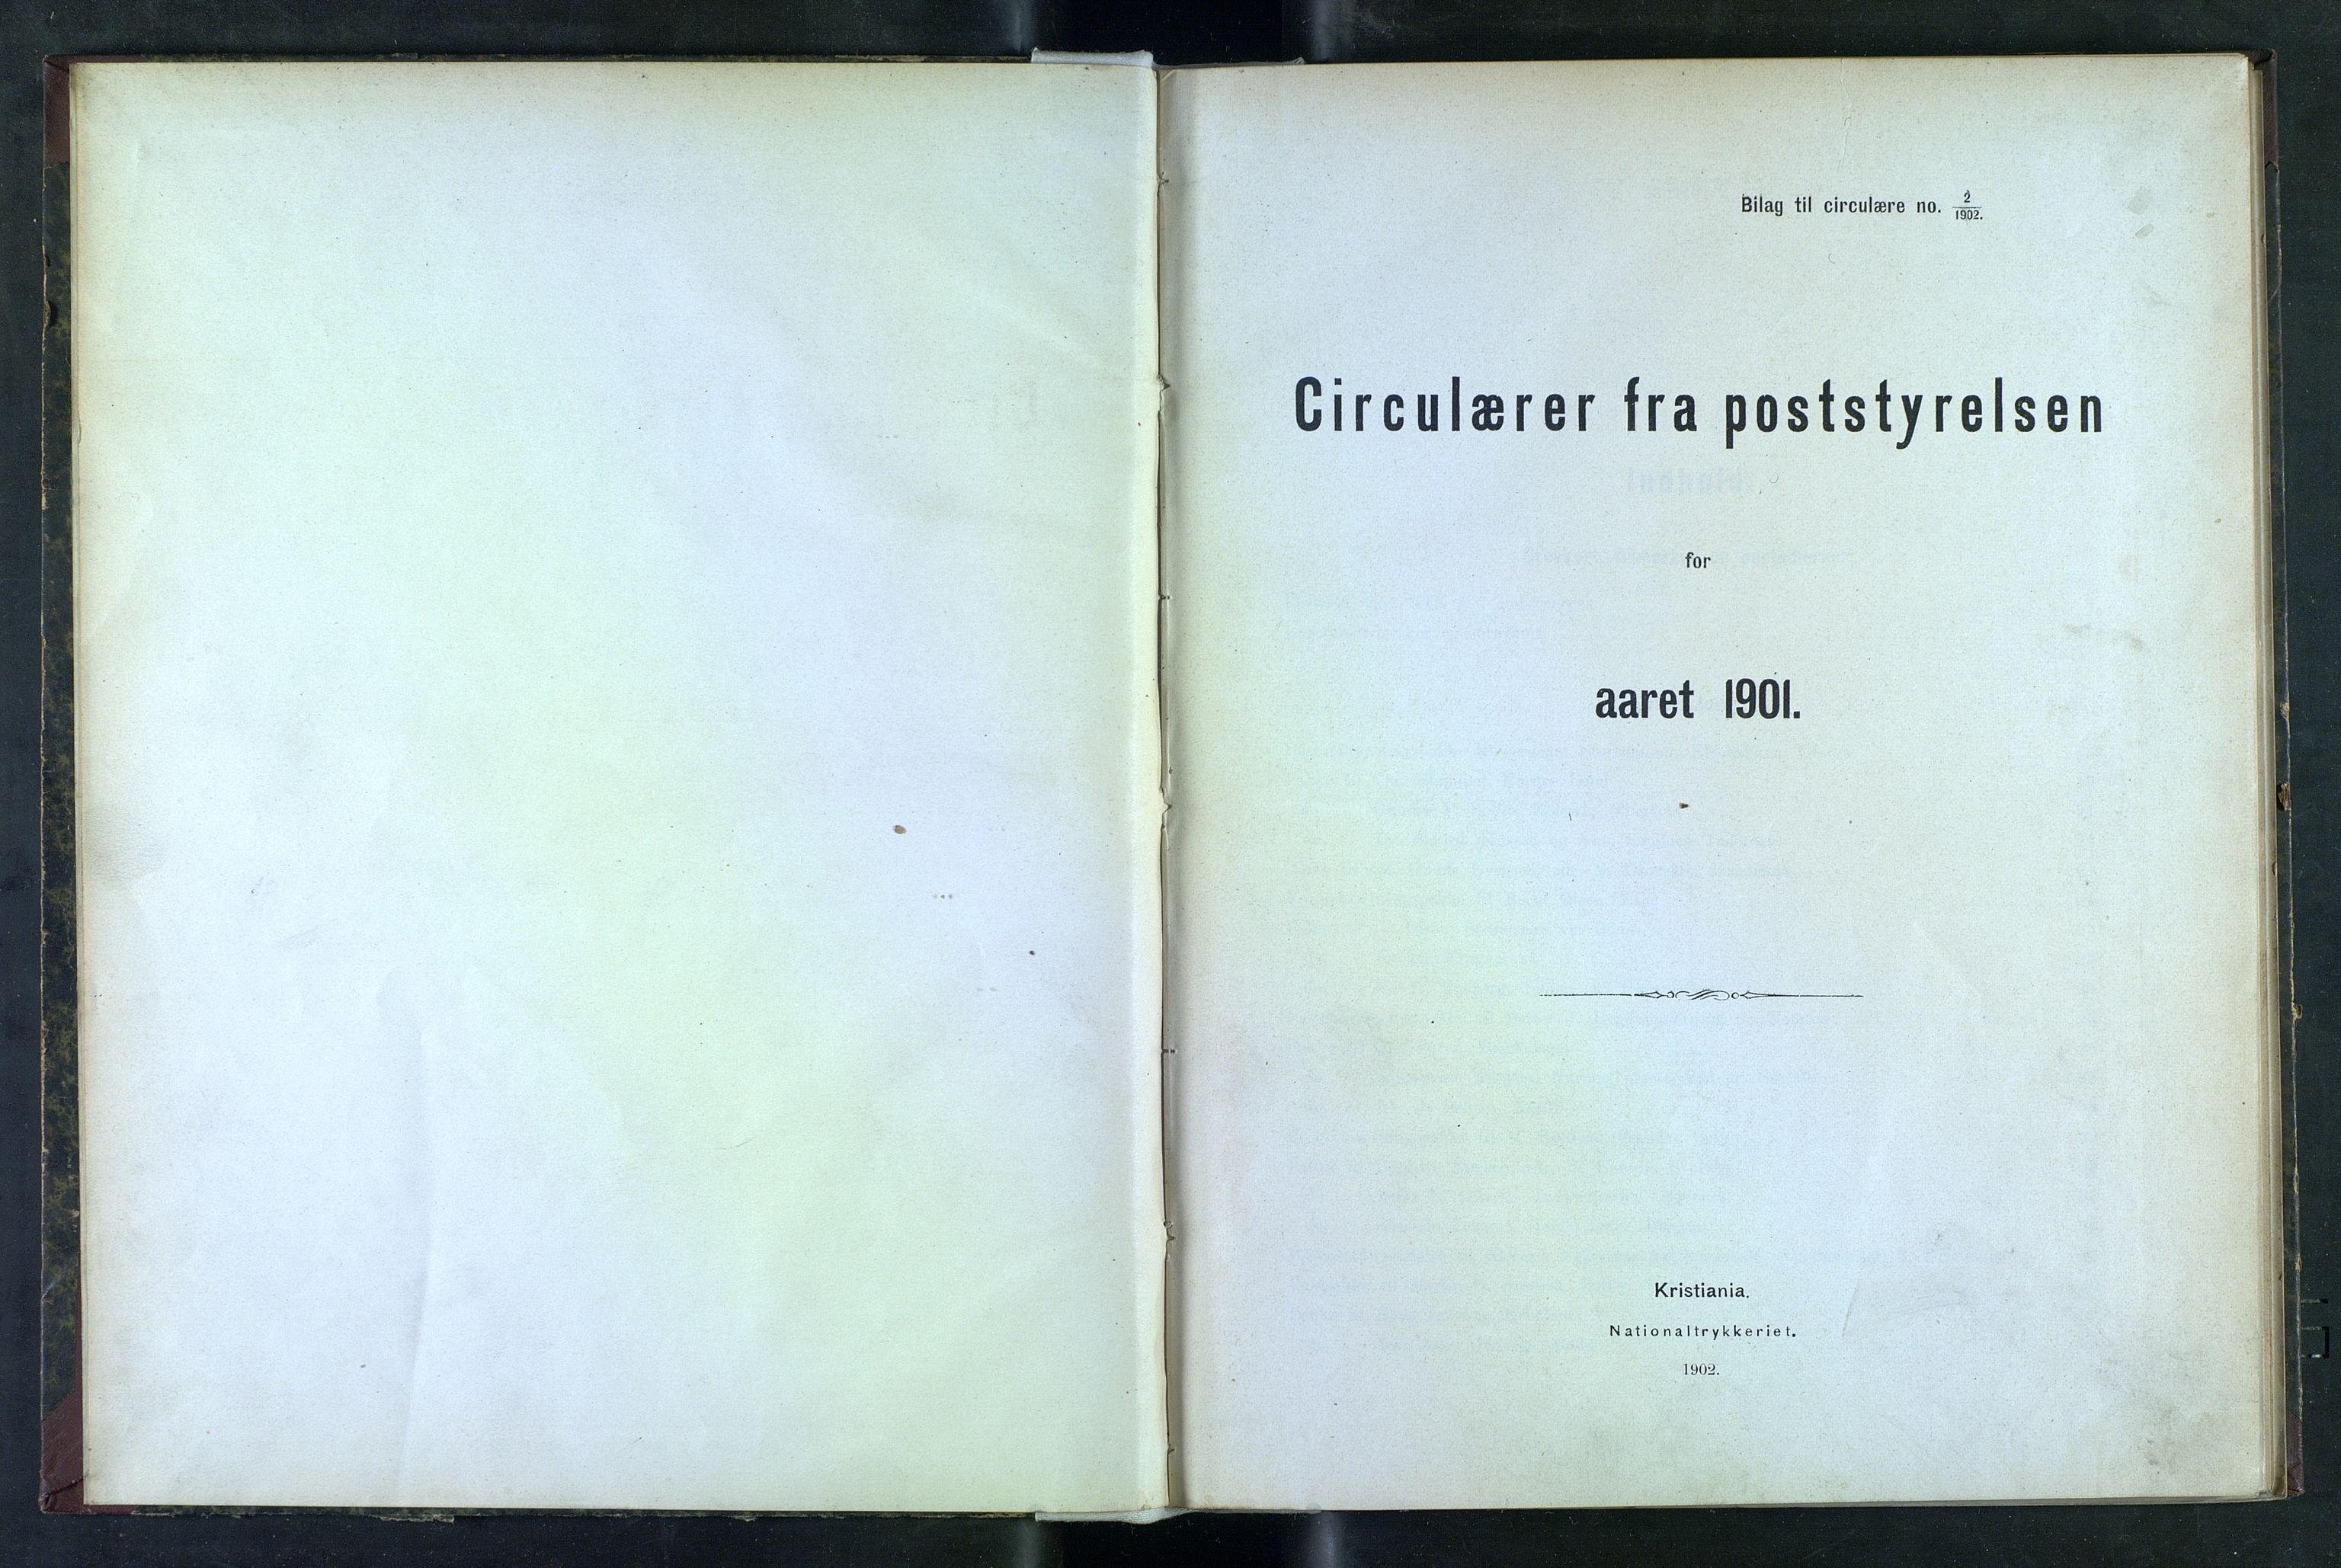 Bilag til circulære no. 2/1902.
Circulærer fra poststyrelsen
for
aaret 1901.
Kristiania.
Nationaltrykkeriet.
1902.